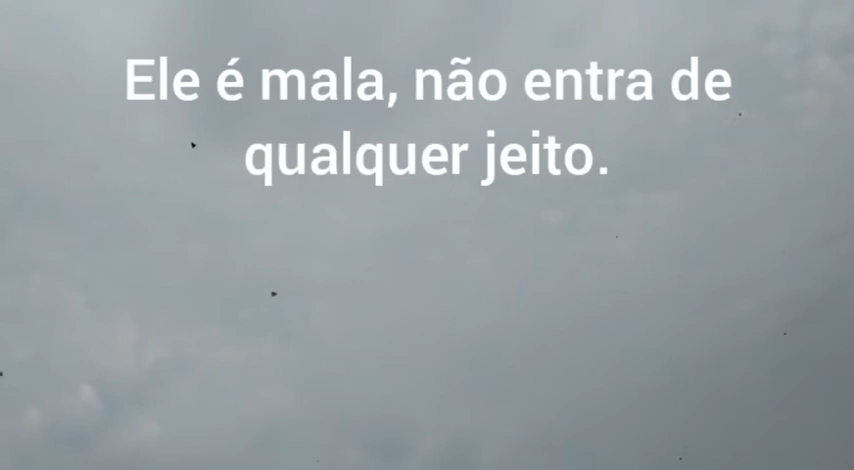 Ele é mala, não entra de
qualquer jeito.